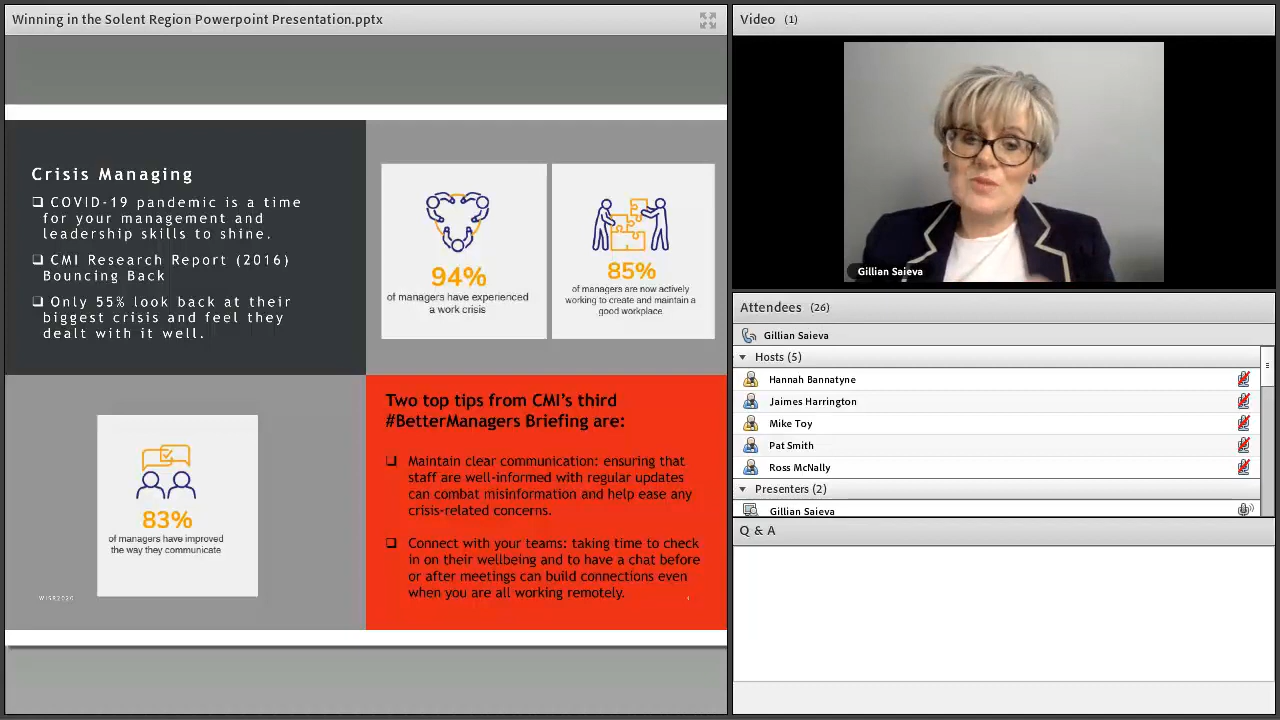 Winning in the Solent Region Powerpoint Presentation.pptx
Crisis Managing
❑ COVID-19 pandemic is a time
for your management and
leadership skills to shine.
❑ CMI Research Report (2016)
Bouncing Back
❑ Only 55% look back at their
biggest crisis and feel they
dealt with it well.
94%
of managers have experienced
a work crisis
85%
of managers are now actively
working to create and maintain a
good workplace
83%
of managers have improved
the way they communicate
WISR2020
Two top tips from CMI's third
#BetterManagers Briefing are:
❑ Maintain clear communication: ensuring that
staff are well-informed with regular updates
can combat misinformation and help ease any
crisis-related concerns.
❑ Connect with your teams: taking time to check
in on their wellbeing and to have a chat before
or after meetings can build connections even
when you are all working remotely.
Video (1)
Gillian Saieva
Attendees (26)
Gillian Saieva
Hosts (5)
Hannah Bannatyne
Jaimes Harrington
Mike Toy
Pat Smith
Ross McNally
Presenters (2)
Gillian Saieva
Q & A